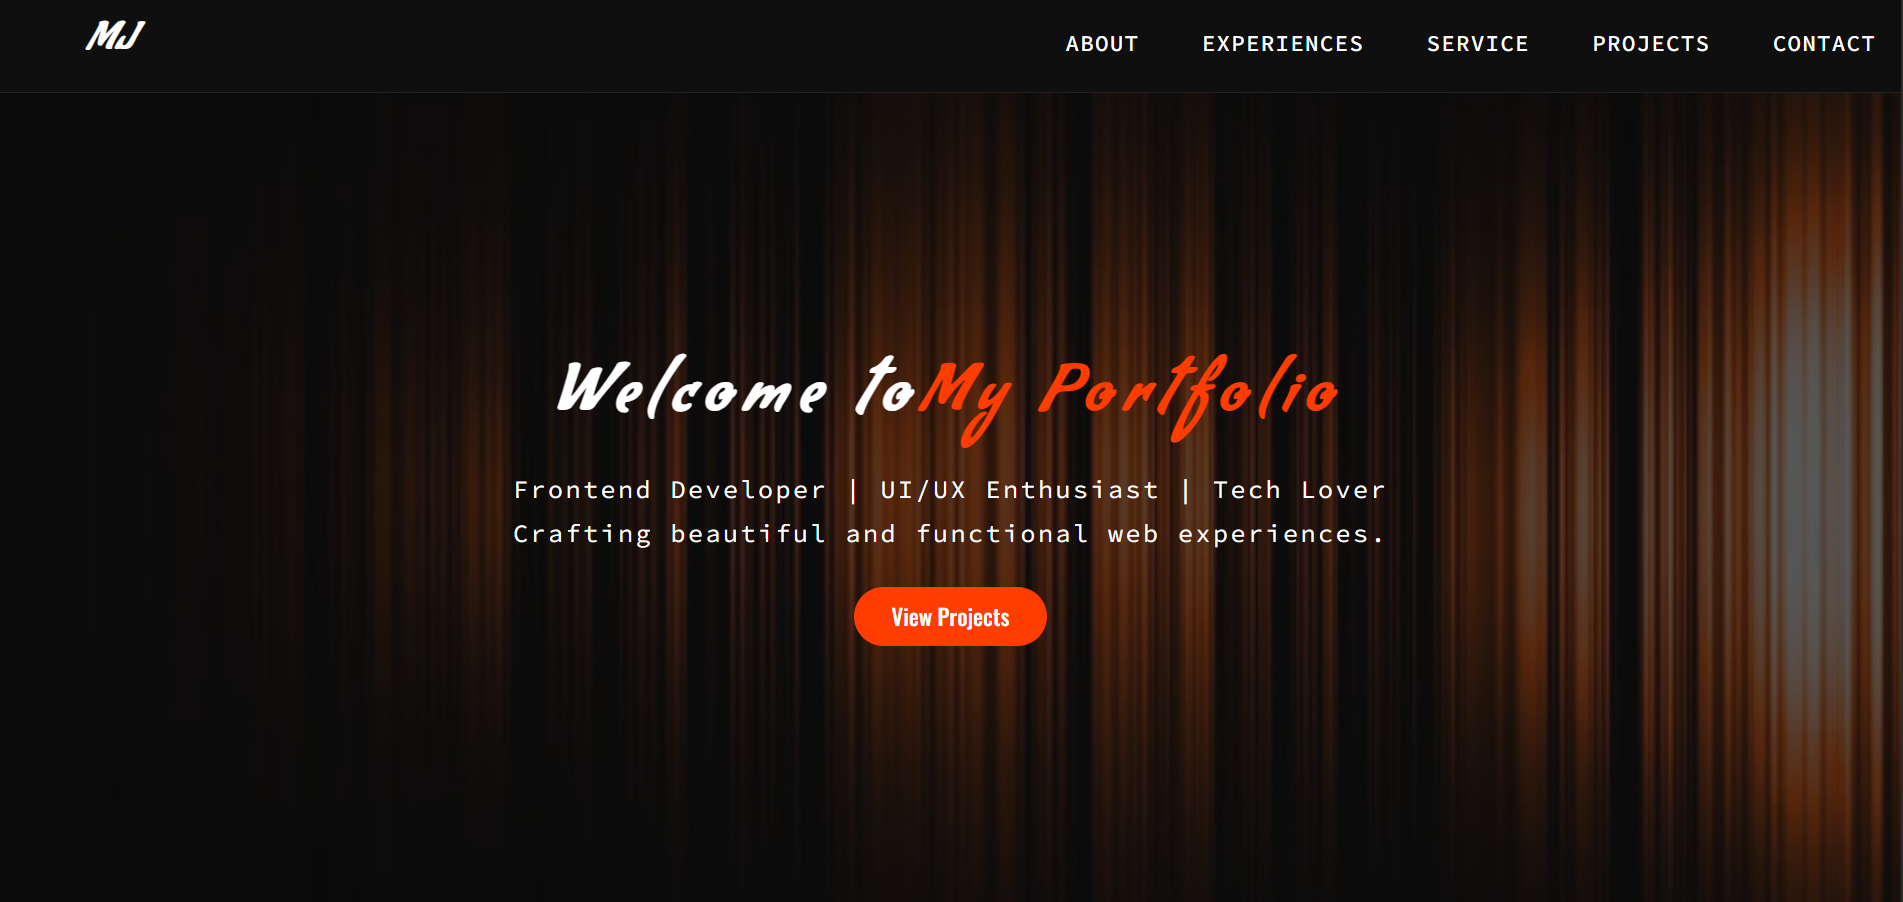 MJ
ABOUT EXPERIENCES SERVICE PROJECTS CONTACT
Welcome toMy Portfolio
Frontend Developer | UI/UX Enthusiast | Tech Lover
Crafting beautiful and functional web experiences.
View Projects